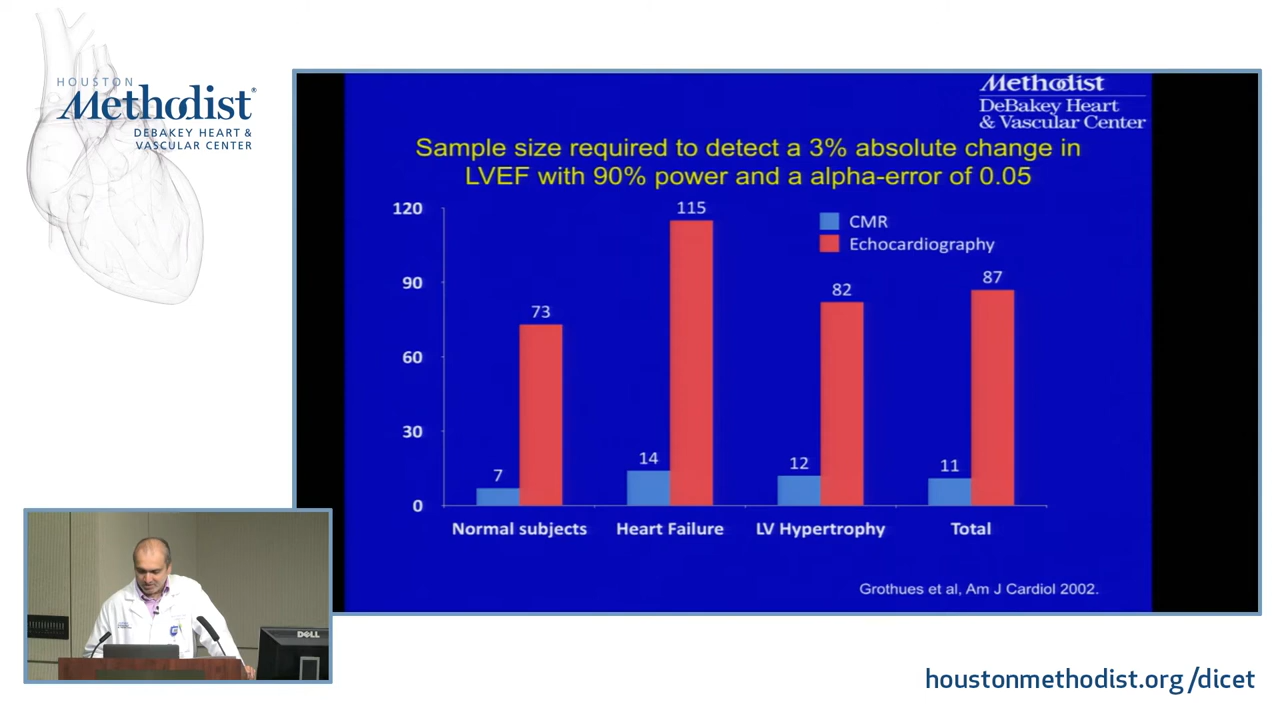 HOUSTON
Methodist®
DEBAKEY HEART &
VASCULAR CENTER
Methodist
DeBakey Heart
& Vascular Center
Sample size required to detect a 3% absolute change in
LVEF with 90% power and a alpha-error of 0.05
120
90
60
30
0
CMR
Echocardiography
7
73
14
115
12
82
11
87
Normal subjects
Heart Failure
LV Hypertrophy
Total
Grothues et al, Am J Cardiol 2002.
DELL
houstonmethodist.org/dicet